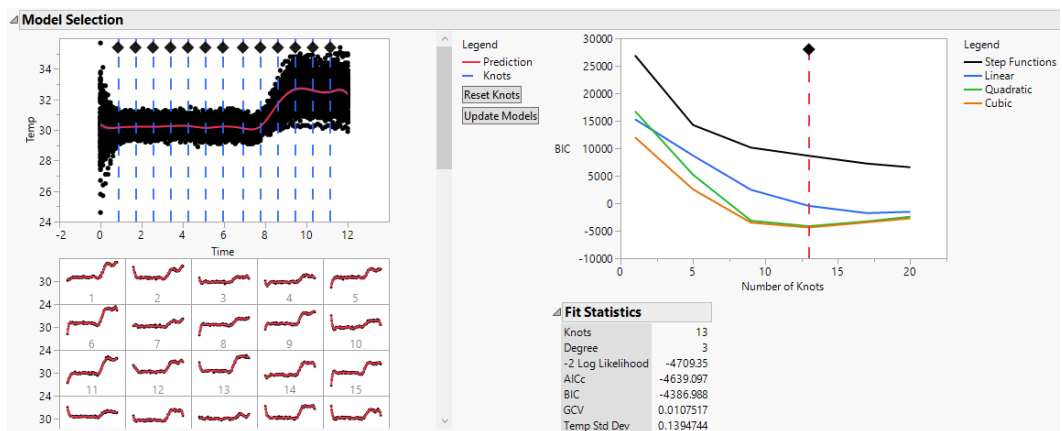 Model Selection
34
32
30
28
26
24
Temp
-2 0 2 4 6 8 10 12
Time
Legend
Prediction
Knots
Reset Knots
Update Models
30
1 2 3 4 5
24
30
6 7 8 9 10
24
30
11 12 13 14 15
24
30
30000
25000
20000
15000
10000
5000
0
-5000
-10000
BIC
0 5 10 15 20
Number of Knots
Legend
Step Functions
Linear
Quadratic
Cubic
Fit Statistics
Knots 13
Degree 3
-2 Log Likelihood -4709.35
AICc -4639.097
BIC -4386.988
GCV 0.0107517
Temp Std Dev 0.1394744